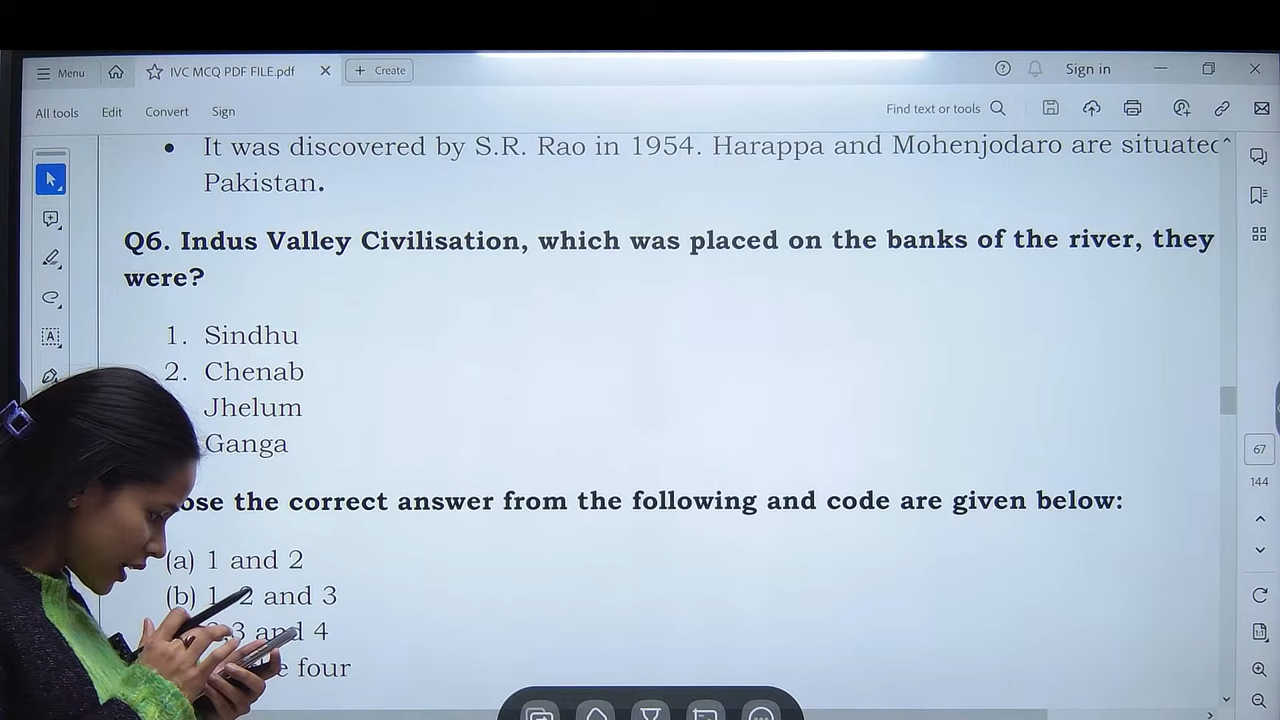 Menu
IVC MCQ PDF FILE.pdf
Create
Sign in
All tools
Edit
Convert
Sign
Find text or tools
• It was discovered by S.R. Rao in 1954. Harappa and Mohenjodaro are situated
Pakistan.
Q6. Indus Valley Civilisation, which was placed on the banks of the river, they
were?
1. Sindhu
2. Chenab
Jhelum
Ganga
ose the correct answer from the following and code are given below:
(a) 1 and 2
(b) 1, 2 and 3
3 and 4
four
67
144